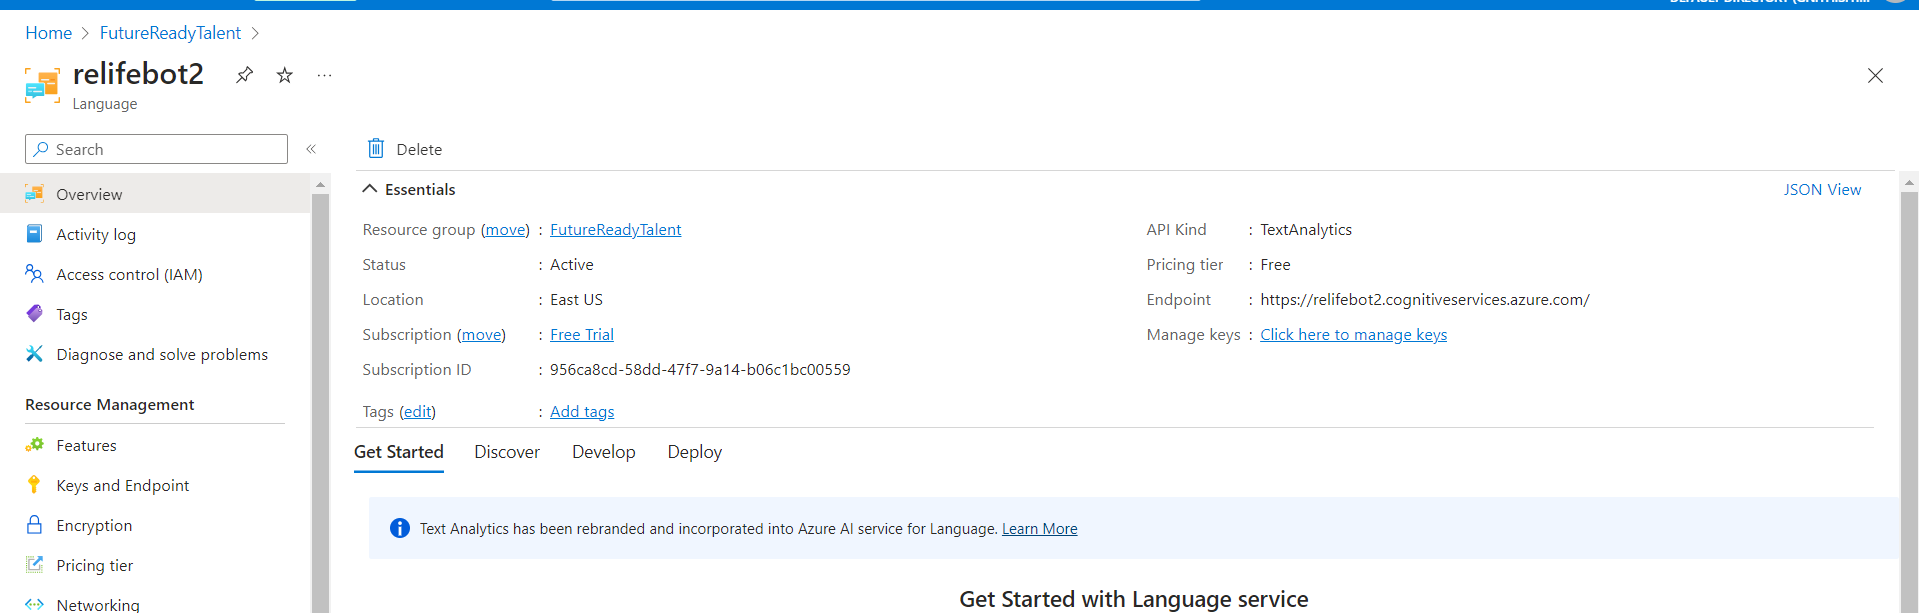 Home > FutureReadyTalent >
relifebot2
Language
Search
Overview
Activity log
Access control (IAM)
Tags
Diagnose and solve problems
Resource Management
Features
Keys and Endpoint
Encryption
Pricing tier
Networking
Delete
Essentials
JSON View
Resource group (move) : FutureReadyTalent
Status : Active
Location : East US
Subscription (move) : Free Trial
Subscription ID : 956ca8cd-58dd-47f7-9a14-b06c1bc00559
Tags (edit) : Add tags
API Kind : TextAnalytics
Pricing tier : Free
Endpoint : https://relifebot2.cognitiveservices.azure.com/
Manage keys : Click here to manage keys
Get Started Discover Develop Deploy
Text Analytics has been rebranded and incorporated into Azure AI service for Language. Learn More
Get Started with Language service